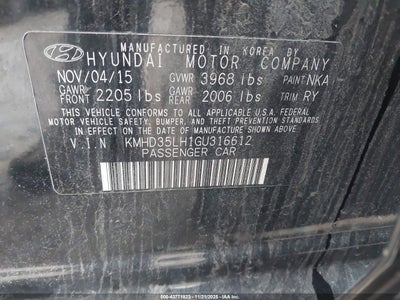 MANUFACTURED IN KOREA BY
HYUNDAI MOTOR COMPANY
NOV/04/15 GVWR 3968 lbs PAINT NKA
GAWR FRONT 2205 lbs GAWR REAR 2006 lbs TRIM RY
THIS VEHICLE CONFORMS TO ALL APPLICABLE U.S.A. FEDERAL
MOTOR VEHICLE SAFETY, BUMPER, AND THEFT PREVENTION STANDARDS
IN EFFECT ON THE DATE OF MANUFACTURE SHOWN ABOVE.
V I N KMHD35LH1GU316612
PASSENGER CAR